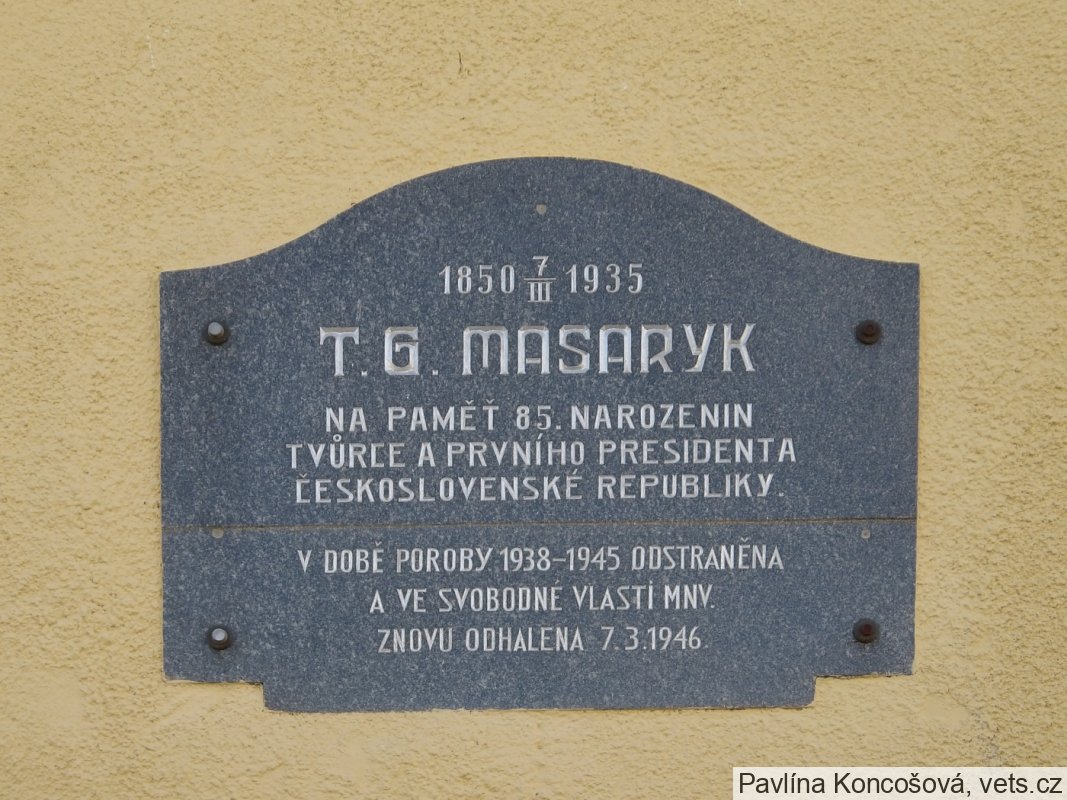 1850 7/III 1935
T. G. MASARYK
NA PAMĚŤ 85. NAROZENIN
TVŮRCE A PRVNÍHO PRESIDENTA
ČESKOSLOVENSKÉ REPUBLIKY.
V DOBĚ POROBY 1938–1945 ODSTRANĚNA
A VE SVOBODNÉ VLASTÍ MNV.
ZNOVU ODHALENA 7.3.1946
Pavlína Koncošová, vets.cz